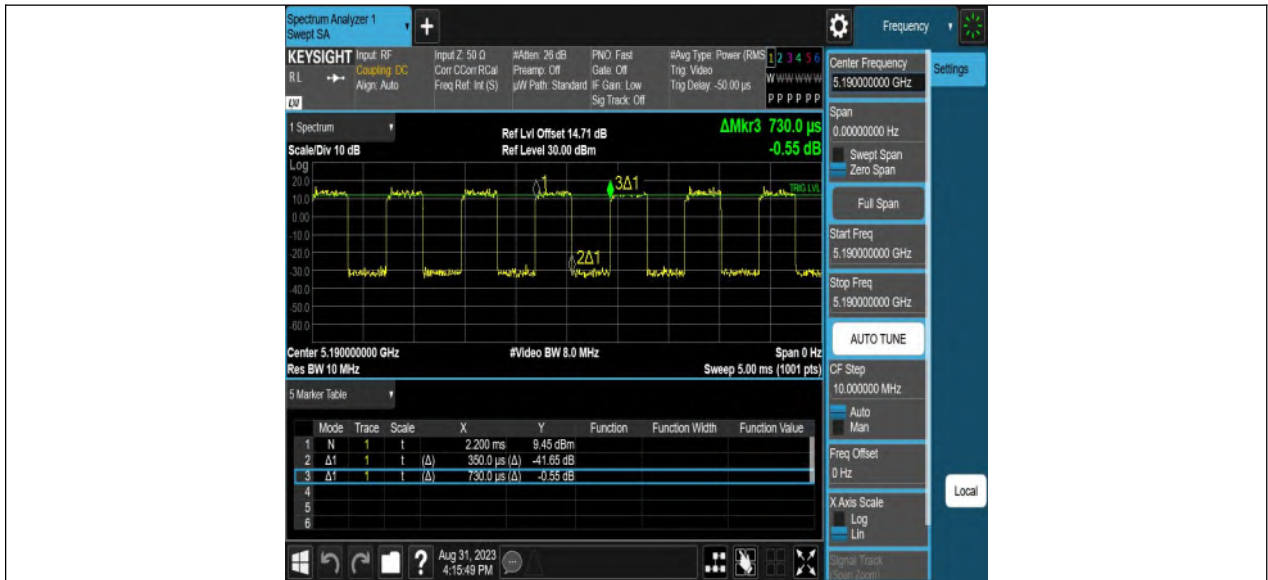 Spectrum Analyzer 1
Swept SA
+
Frequency
KEYSIGHT
RL
LXI
Input: RF
Coupling: DC
Align: Auto
Input Z: 50 Ω
Corr CCorr RCal
Freq Ref: Int (S)
#Atten: 26 dB
Preamp: Off
µW Path: Standard
PNO: Fast
Gate: Off
IF Gain: Low
Sig Track: Off
#Avg Type: Power (RMS
Trig: Video
Trig Delay: -50.00 µs
1 2 3 4 5 6
W W W W W W
P P P P P P
1 Spectrum
Scale/Div 10 dB
Ref Lvl Offset 14.71 dB
Ref Level 30.00 dBm
ΔMkr3 730.0 µs
-0.55 dB
Log
20.0
10.0
0.00
-10.0
-20.0
-30.0
-40.0
-50.0
-60.0
1
3Δ1
TRIG LVL
2Δ1
Center 5.190000000 GHz
#Video BW 8.0 MHz
Span 0 Hz
Res BW 10 MHz
Sweep 5.00 ms (1001 pts)
5 Marker Table
Mode Trace Scale X Y Function Function Width Function Value
1 N 1 t 2.200 ms 9.45 dBm
2 Δ1 1 t (Δ) 350.0 µs (Δ) -41.65 dB
3 Δ1 1 t (Δ) 730.0 µs (Δ) -0.55 dB
4
5
6
?
Aug 31, 2023
4:15:49 PM
Center Frequency
5.190000000 GHz
Settings
Span
0.00000000 Hz
Swept Span
Zero Span
Full Span
Start Freq
5.190000000 GHz
Stop Freq
5.190000000 GHz
AUTO TUNE
CF Step
10.000000 MHz
Auto
Man
Freq Offset
0 Hz
X Axis Scale
Log
Lin
Signal Track
(Span Zoom)
Local